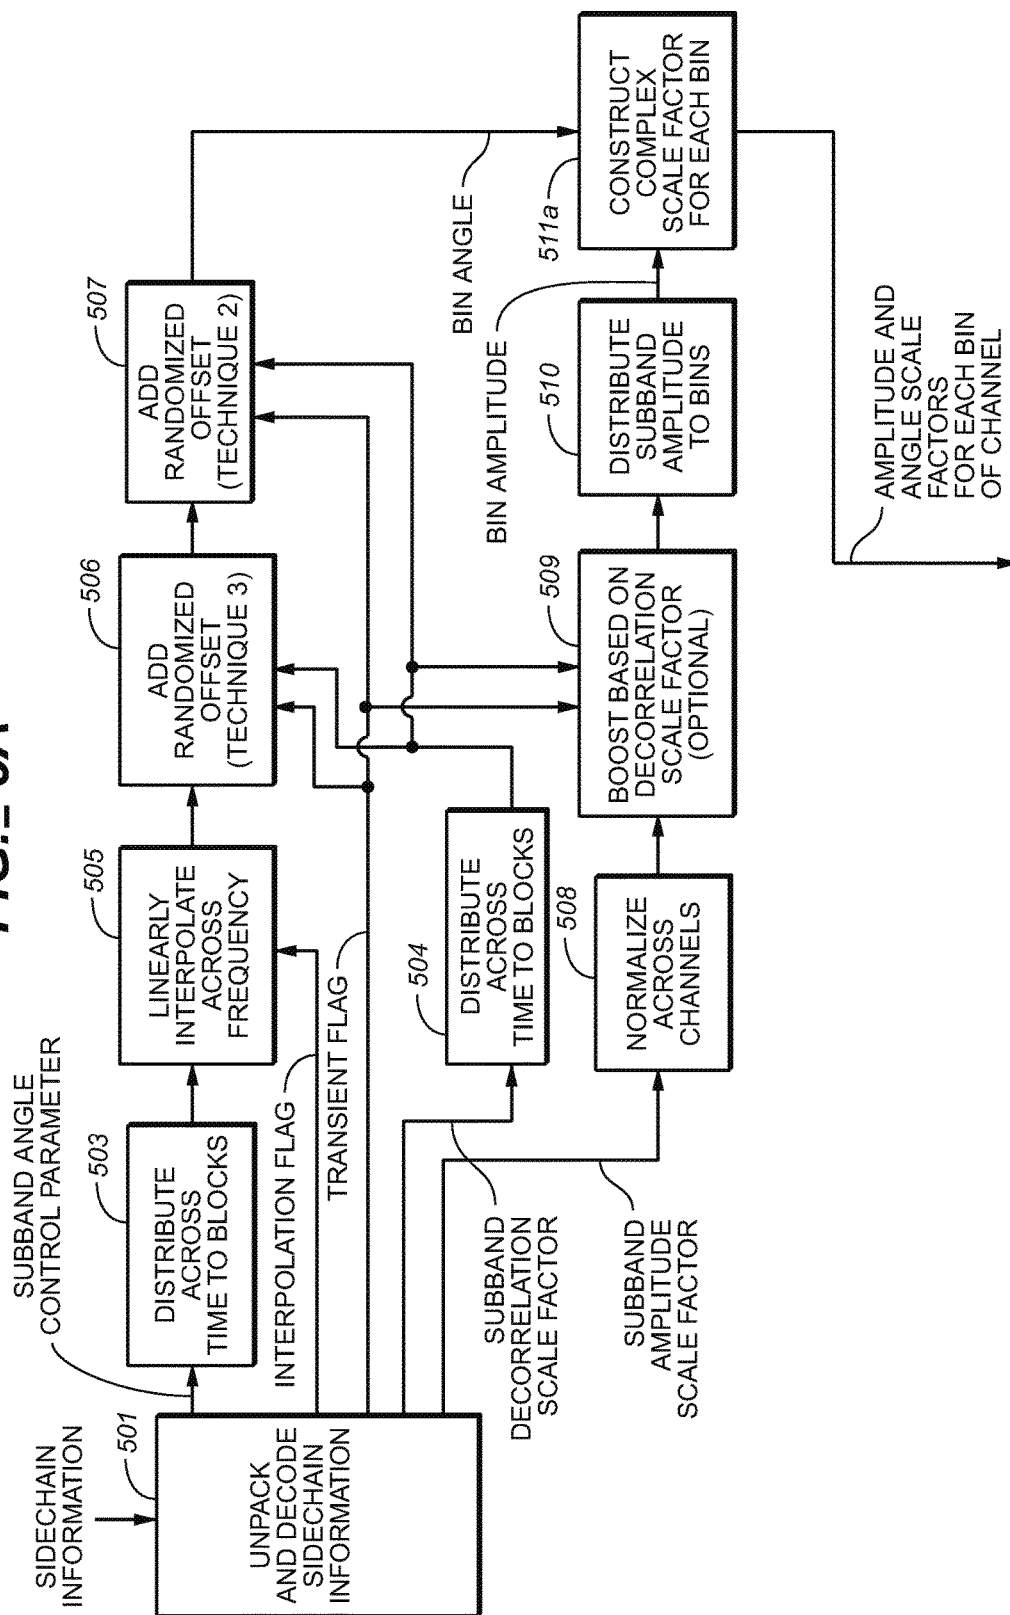 SIDECHAIN
INFORMATION
501
UNPACK
AND DECODE
SIDECHAIN
INFORMATION
SUBBAND ANGLE
CONTROL PARAMETER
503
DISTRIBUTE
ACROSS
TIME TO BLOCKS
INTERPOLATION FLAG
TRANSIENT FLAG
505
LINEARLY
INTERPOLATE
ACROSS
FREQUENCY
506
ADD
RANDOMIZED
OFFSET
(TECHNIQUE 3)
507
ADD
RANDOMIZED
OFFSET
(TECHNIQUE 2)
BIN ANGLE
SUBBAND
DECORRELATION
SCALE FACTOR
504
DISTRIBUTE
ACROSS
TIME TO BLOCKS
SUBBAND
AMPLITUDE
SCALE FACTOR
508
NORMALIZE
ACROSS
CHANNELS
509
BOOST BASED ON
DECORRELATION
SCALE FACTOR
(OPTIONAL)
510
DISTRIBUTE
SUBBAND
AMPLITUDE
TO BINS
BIN AMPLITUDE
511a
CONSTRUCT
COMPLEX
SCALE FACTOR
FOR EACH BIN
AMPLITUDE AND
ANGLE SCALE
FACTORS
FOR EACH BIN
OF CHANNEL